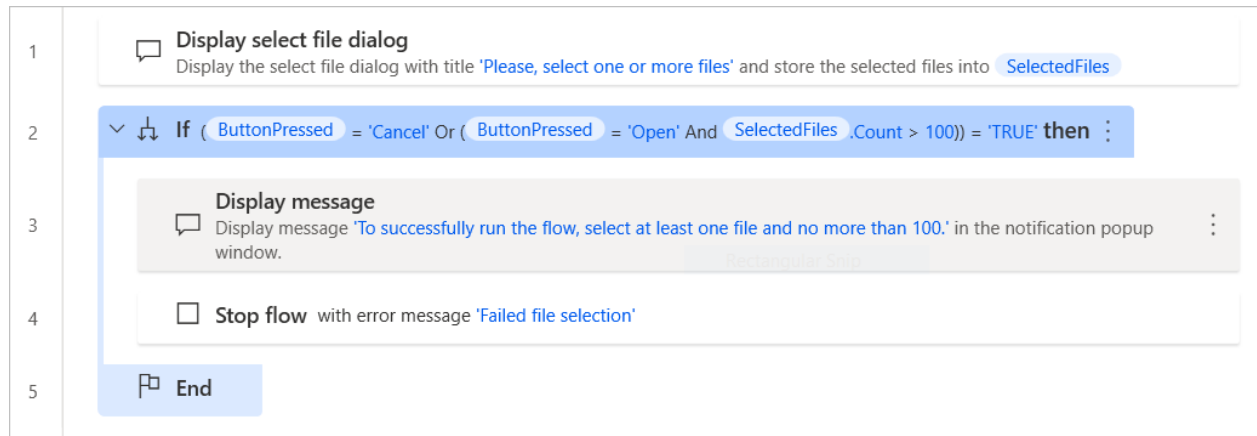 1
Display select file dialog
Display the select file dialog with title 'Please, select one or more files' and store the selected files into SelectedFiles
2
If ( ButtonPressed = 'Cancel' Or ( ButtonPressed = 'Open' And SelectedFiles .Count > 100)) = 'TRUE' then
Display message
3
Display message 'To successfully run the flow, select at least one file and no more than 100.' in the notification popup
window.
Rectangular Snip
4
Stop flow with error message 'Failed file selection'
5
End